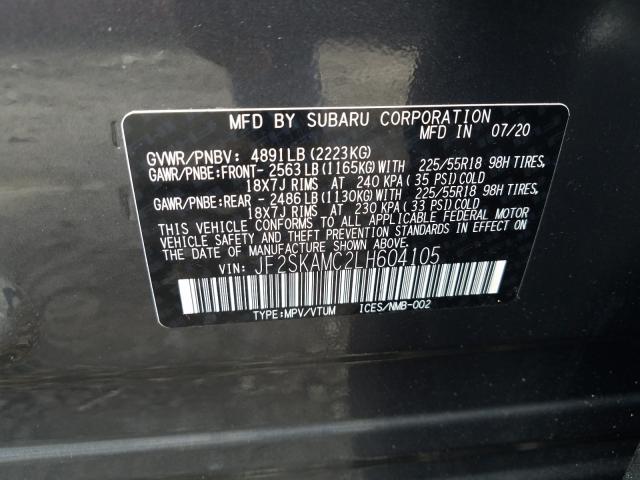 MFD BY SUBARU CORPORATION
MFD IN 07/20
GVWR/PNBV: 4891LB (2223KG)
GAWR/PNBE:FRONT- 2563LB(1165KG)WITH 225/55R18 98H TIRES,
18X7J RIMS AT 240 KPA(35 PSI)COLD
GAWR/PNBE:REAR - 2486LB(1130KG)WITH 225/55R18 98H TIRES,
18X7J RIMS AT 230 KPA(33 PSI)COLD
THIS VEHICLE CONFORMS TO ALL APPLICABLE FEDERAL MOTOR
VEHICLE SAFETY AND THEFT PREVENTION STANDARDS IN EFFECT ON
THE DATE OF MANUFACTURE SHOWN ABOVE.
VIN: JF2SKAMC2LH604105
TYPE:MPV/VTUM ICES/NMB-002